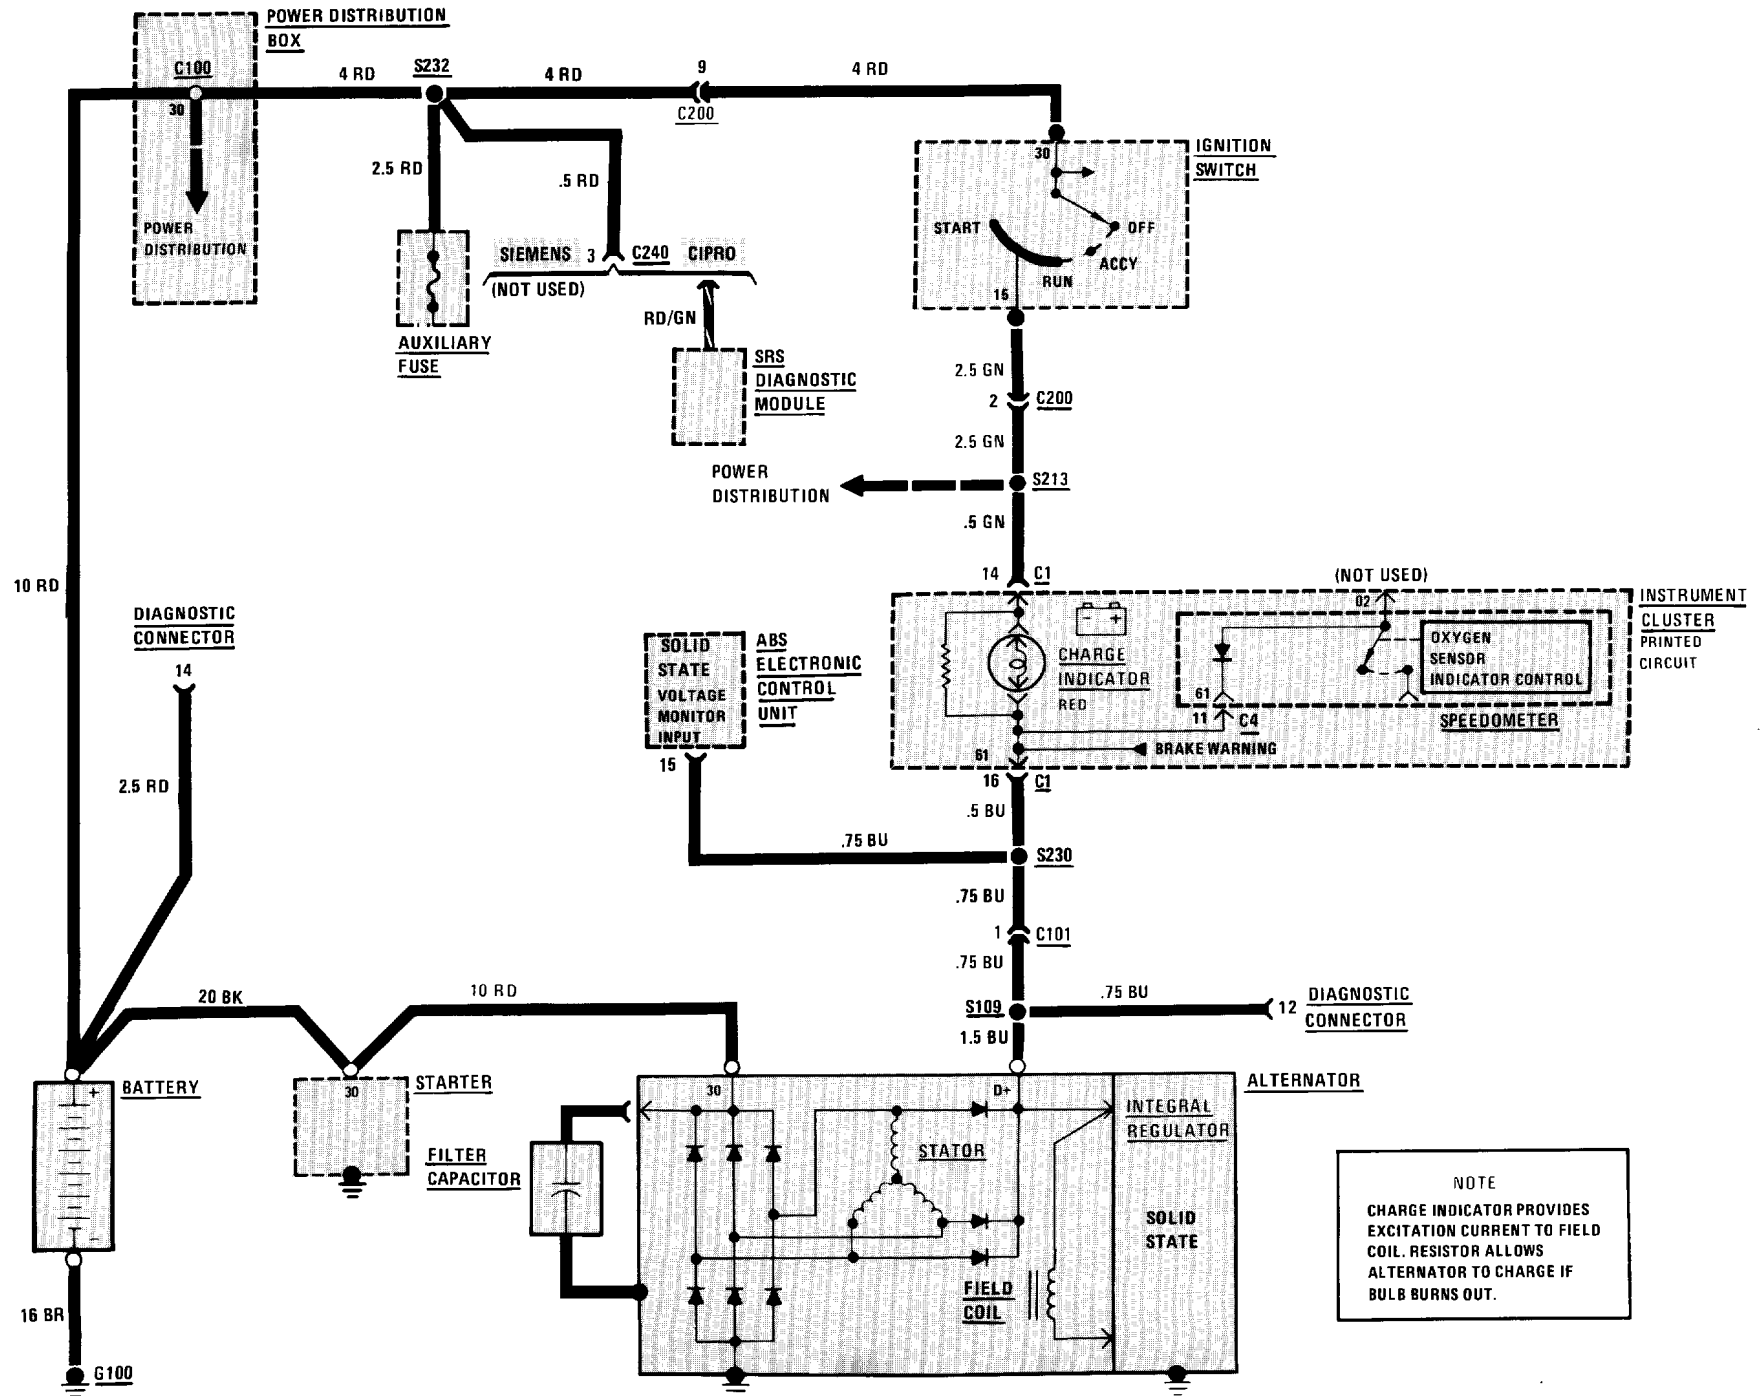 POWER DISTRIBUTION
BOX
C100
30
POWER
DISTRIBUTION
4 RD
S232
4 RD
9
C200
4 RD
2.5 RD
.5 RD
AUXILIARY
FUSE
SIEMENS
3
C240
CIPRO
(NOT USED)
RD/GN
SRS
DIAGNOSTIC
MODULE
IGNITION
SWITCH
30
START
OFF
ACCY
RUN
15
2.5 GN
2
C200
2.5 GN
POWER
DISTRIBUTION
S213
.5 GN
14
C1
10 RD
DIAGNOSTIC
CONNECTOR
14
2.5 RD
SOLID
STATE
VOLTAGE
MONITOR
INPUT
ABS
ELECTRONIC
CONTROL
UNIT
15
(NOT USED)
02
INSTRUMENT
CLUSTER
PRINTED
CIRCUIT
- +
CHARGE
INDICATOR
RED
OXYGEN
SENSOR
INDICATOR CONTROL
61
11
C4
SPEEDOMETER
BRAKE WARNING
61
16
C1
.5 BU
.75 BU
S230
.75 BU
1
C101
.75 BU
S109
.75 BU
12
DIAGNOSTIC
CONNECTOR
1.5 BU
20 BK
10 RD
BATTERY
+
-
30
STARTER
16 BR
G100
FILTER
CAPACITOR
30
D+
ALTERNATOR
INTEGRAL
REGULATOR
STATOR
SOLID
STATE
FIELD
COIL
NOTE
CHARGE INDICATOR PROVIDES
EXCITATION CURRENT TO FIELD
COIL. RESISTOR ALLOWS
ALTERNATOR TO CHARGE IF
BULB BURNS OUT.